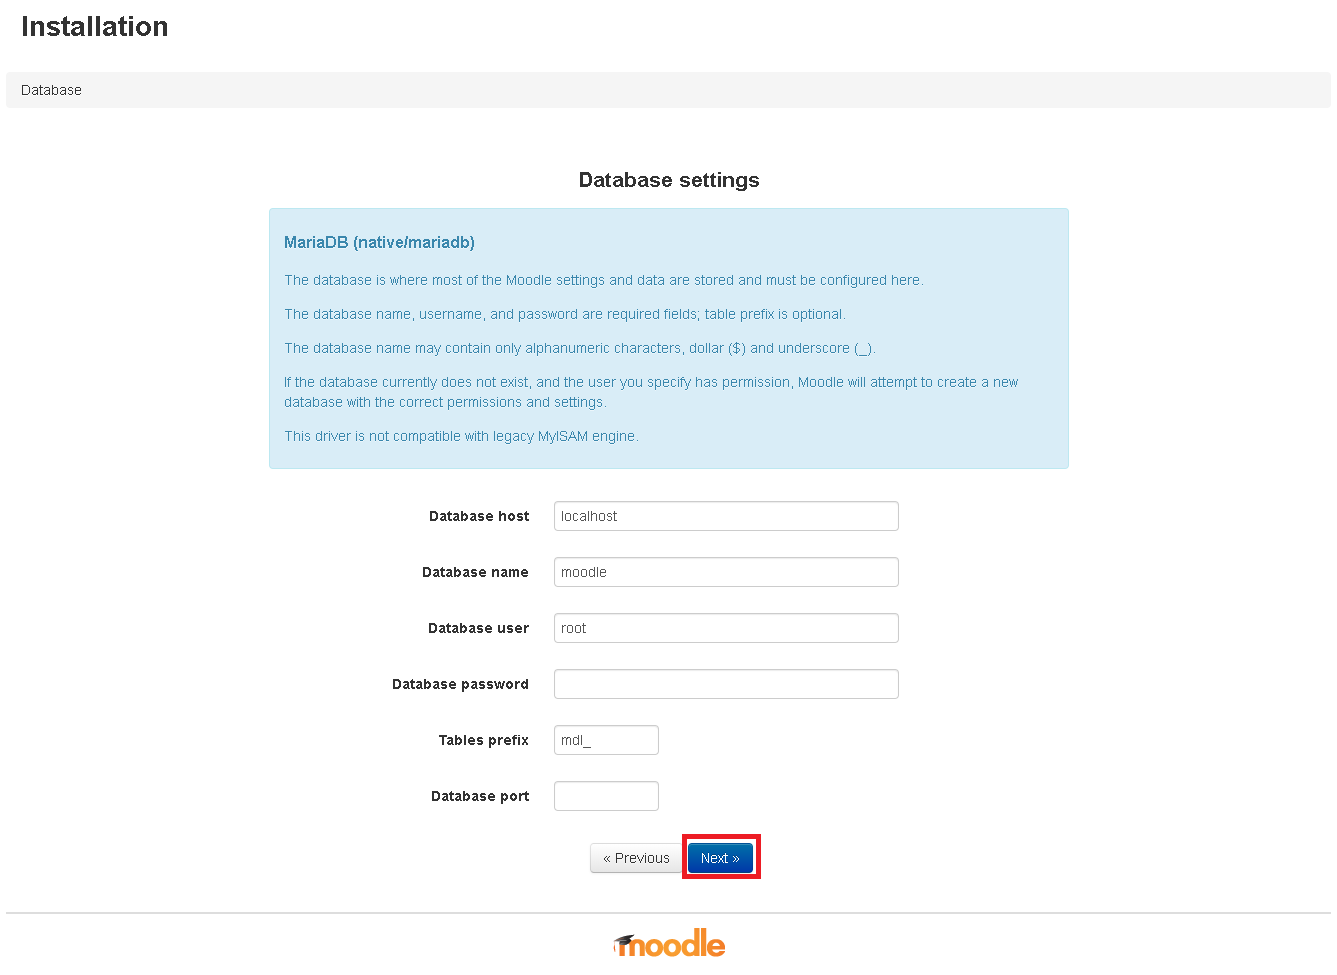 Installation
Database
Database settings
MariaDB (native/mariadb)
The database is where most of the Moodle settings and data are stored and must be configured here.
The database name, username, and password are required fields; table prefix is optional.
The database name may contain only alphanumeric characters, dollar ($) and underscore (_).
If the database currently does not exist, and the user you specify has permission, Moodle will attempt to create a new
database with the correct permissions and settings.
This driver is not compatible with legacy MyISAM engine.
Database host localhost
Database name moodle
Database user root
Database password
Tables prefix mdl_
Database port
« Previous Next »
moodle